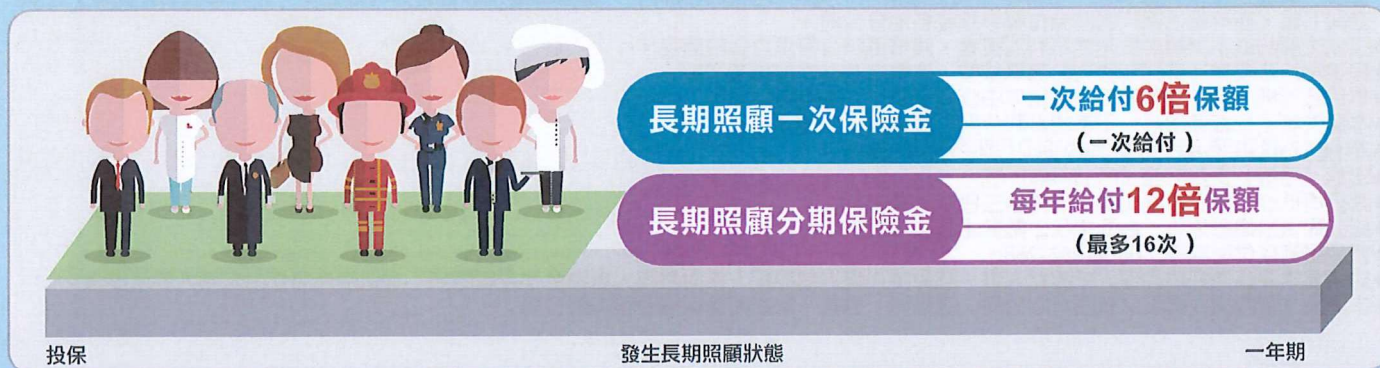 長期照顧一次保險金
一次給付6倍保額
(一次給付)
長期照顧分期保險金
每年給付12倍保額
(最多16次)
投保
發生長期照顧狀態
一年期